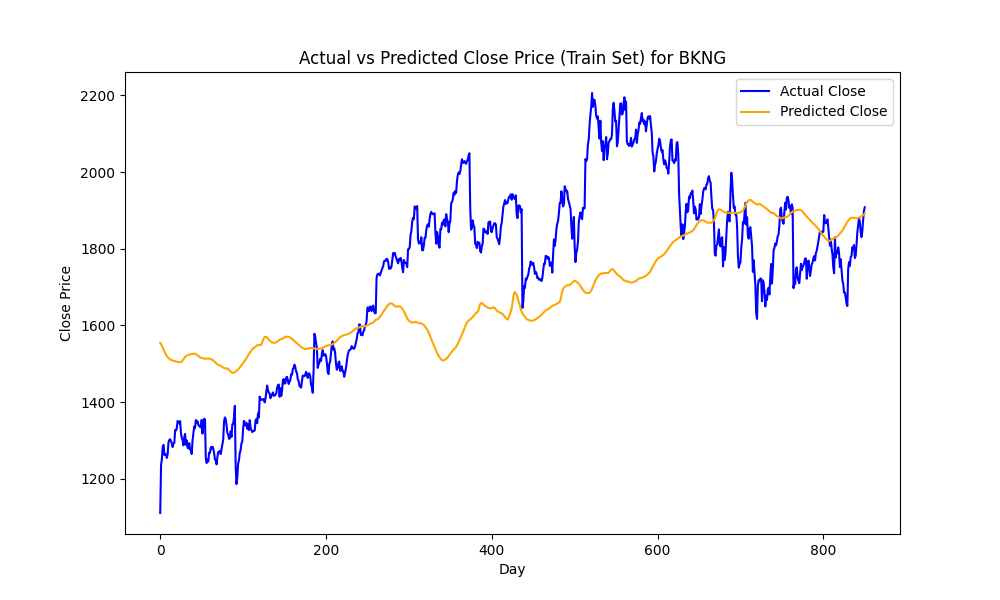 Actual vs Predicted Close Price (Train Set) for BKNG
Actual Close
Predicted Close
Close Price
2200
2000
1800
1600
1400
1200
0 200 400 600 800
Day